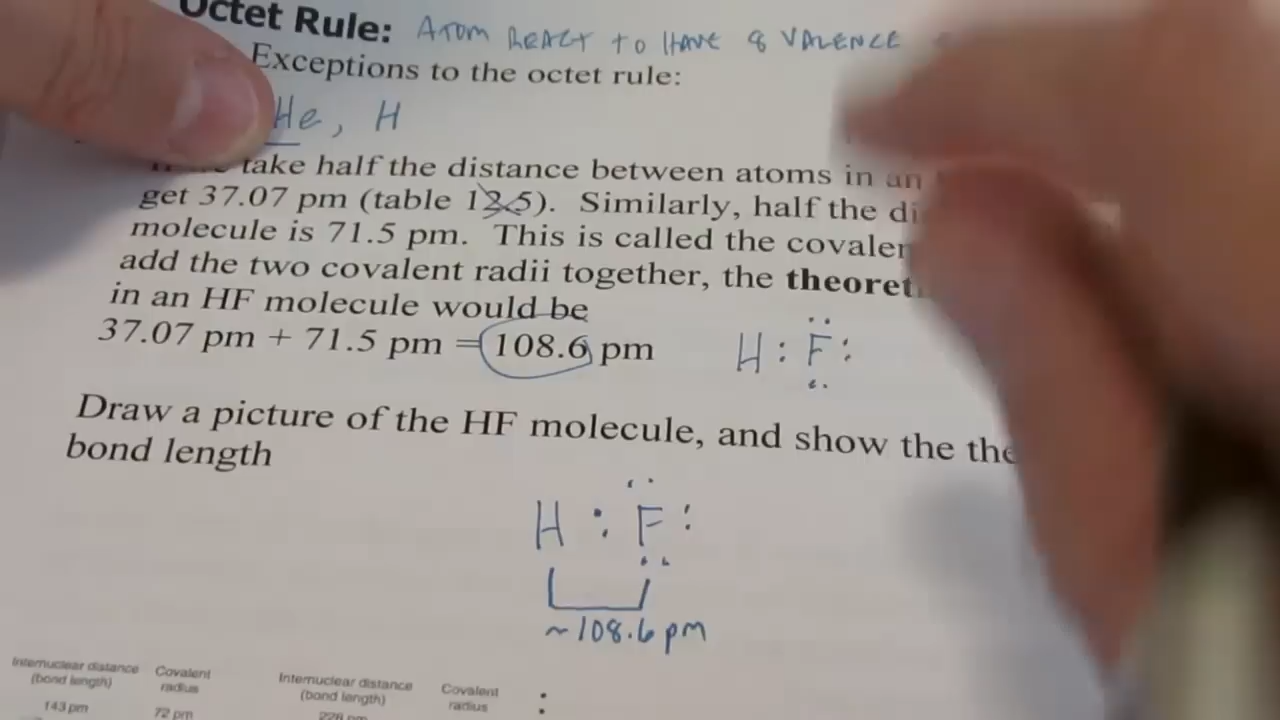 Octet Rule: ATOM REACT TO HAVE 8 VALENCE
Exceptions to the octet rule:
He, H
take half the distance between atoms in an
get 37.07 pm (table 12.5). Similarly, half the
molecule is 71.5 pm. This is called the
add the two covalent radii together, the
in an HF molecule would be
37.07 pm + 71.5 pm = 108.6 pm
H : F :
Draw a picture of the HF molecule, and show the
bond length
H : F :
~108.6 pm
Internuclear distance Covalent Internuclear distance Covalent
(bond length) radius (bond length) radius
143 pm 72 pm